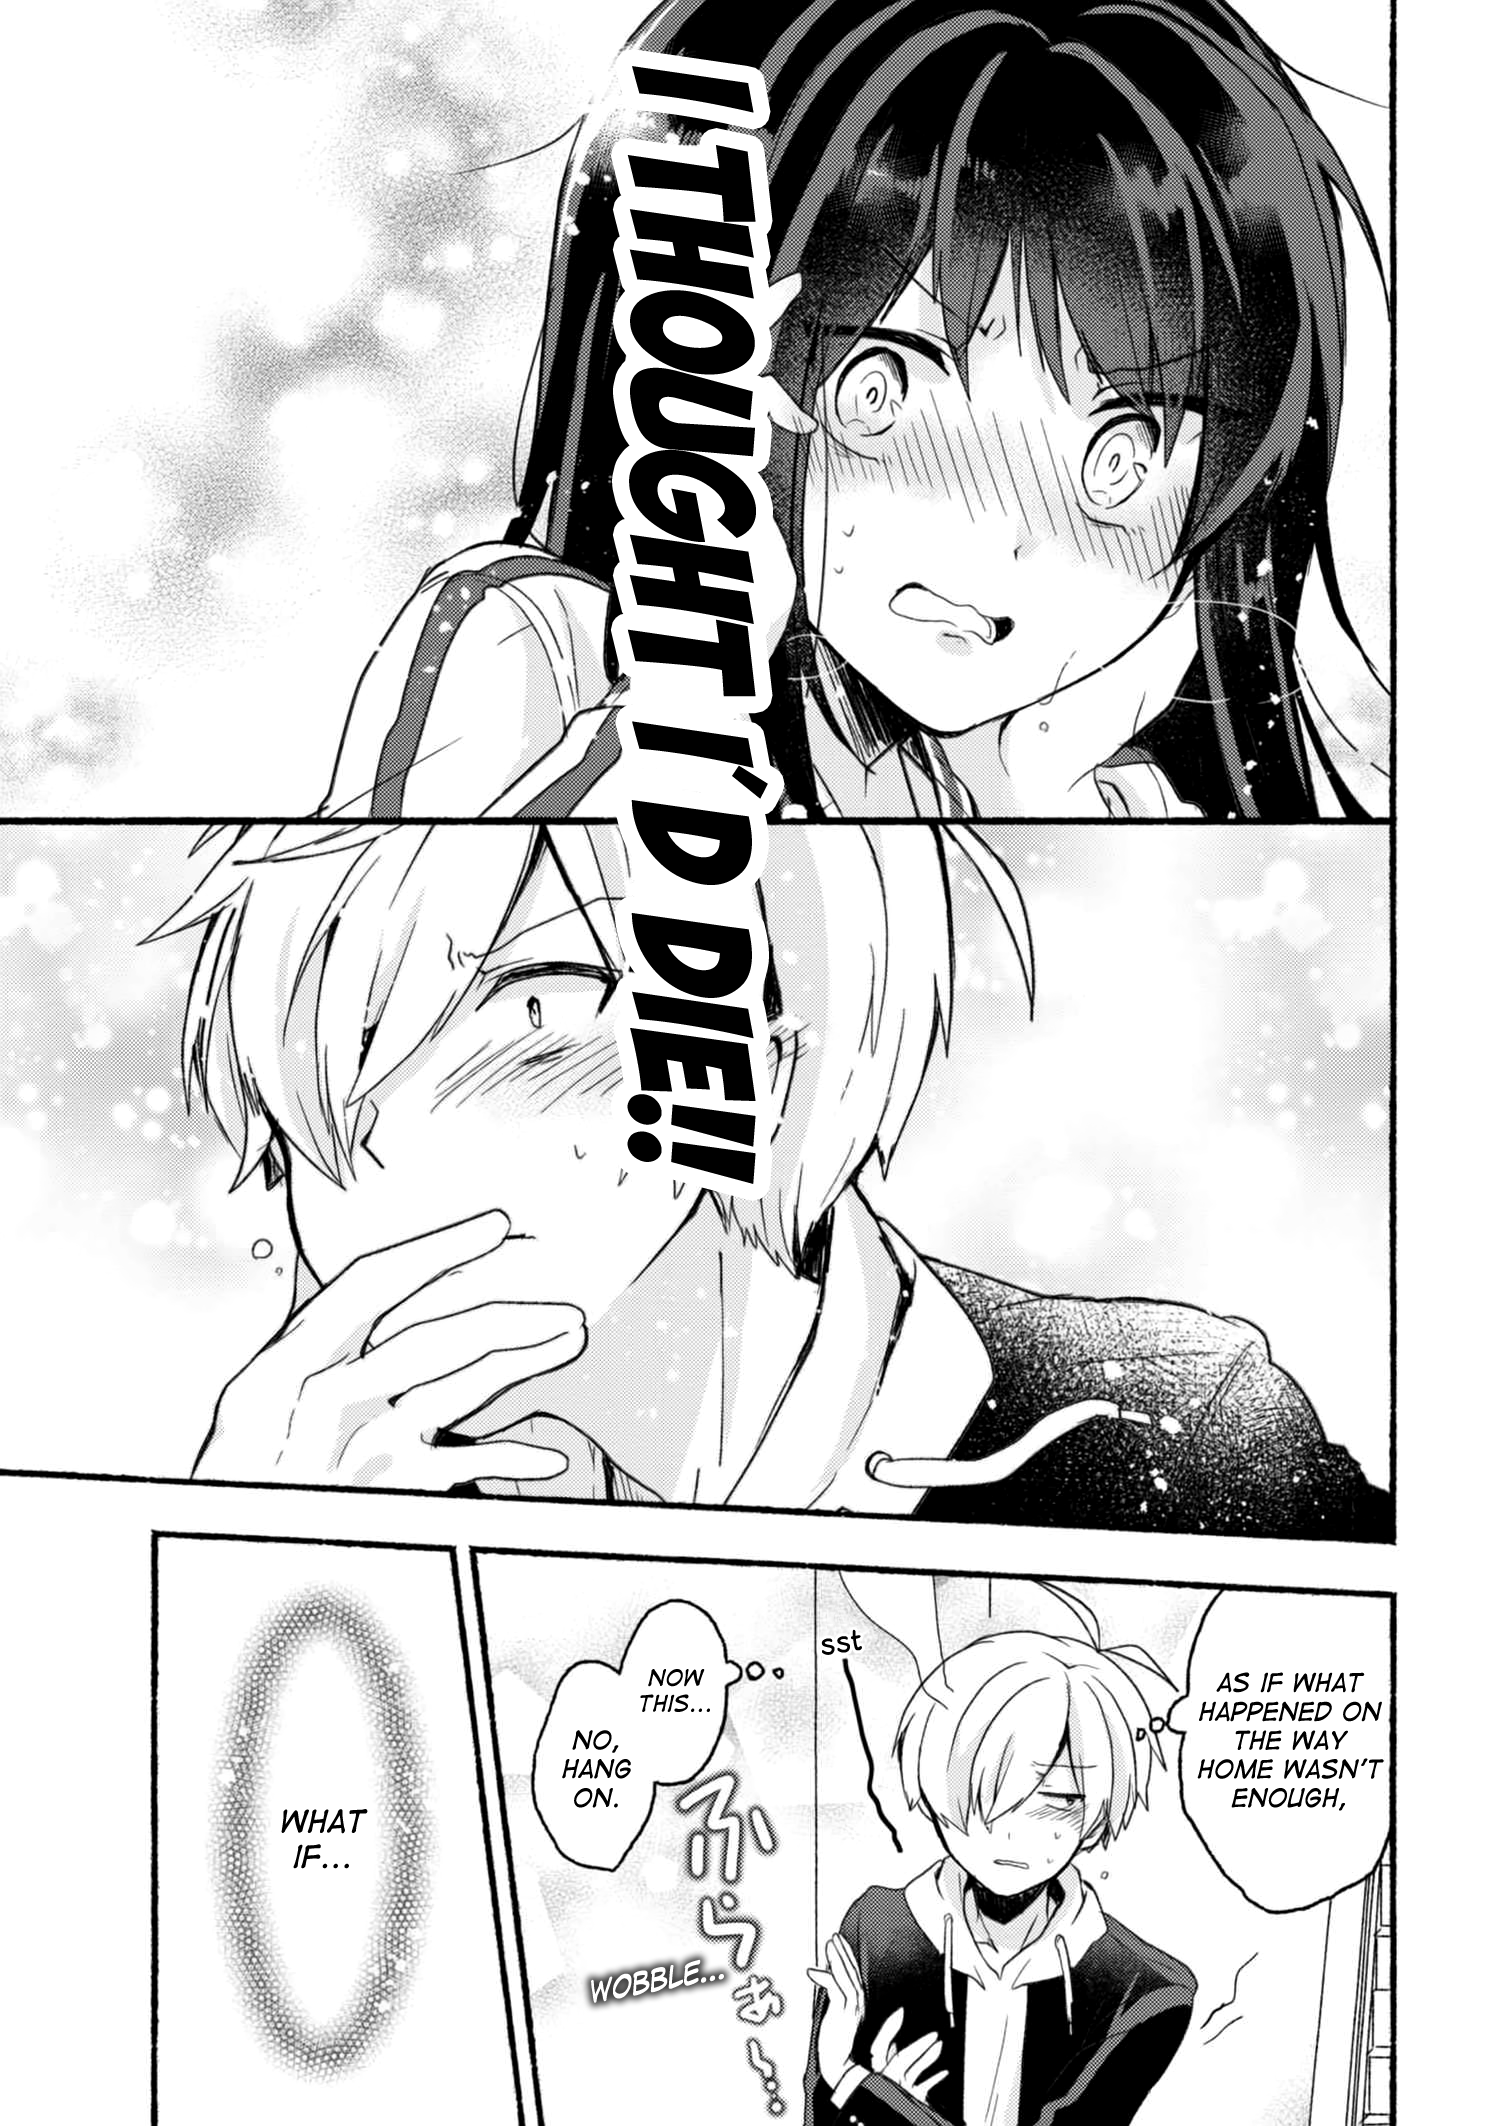 I THOUGHT I'D DIE!!
AS IF WHAT
HAPPENED ON
THE WAY
HOME WASN'T
ENOUGH,
sst
NOW
THIS...
NO,
HANG
ON.
ふらぁ〜…
WOBBLE...
WHAT
IF...